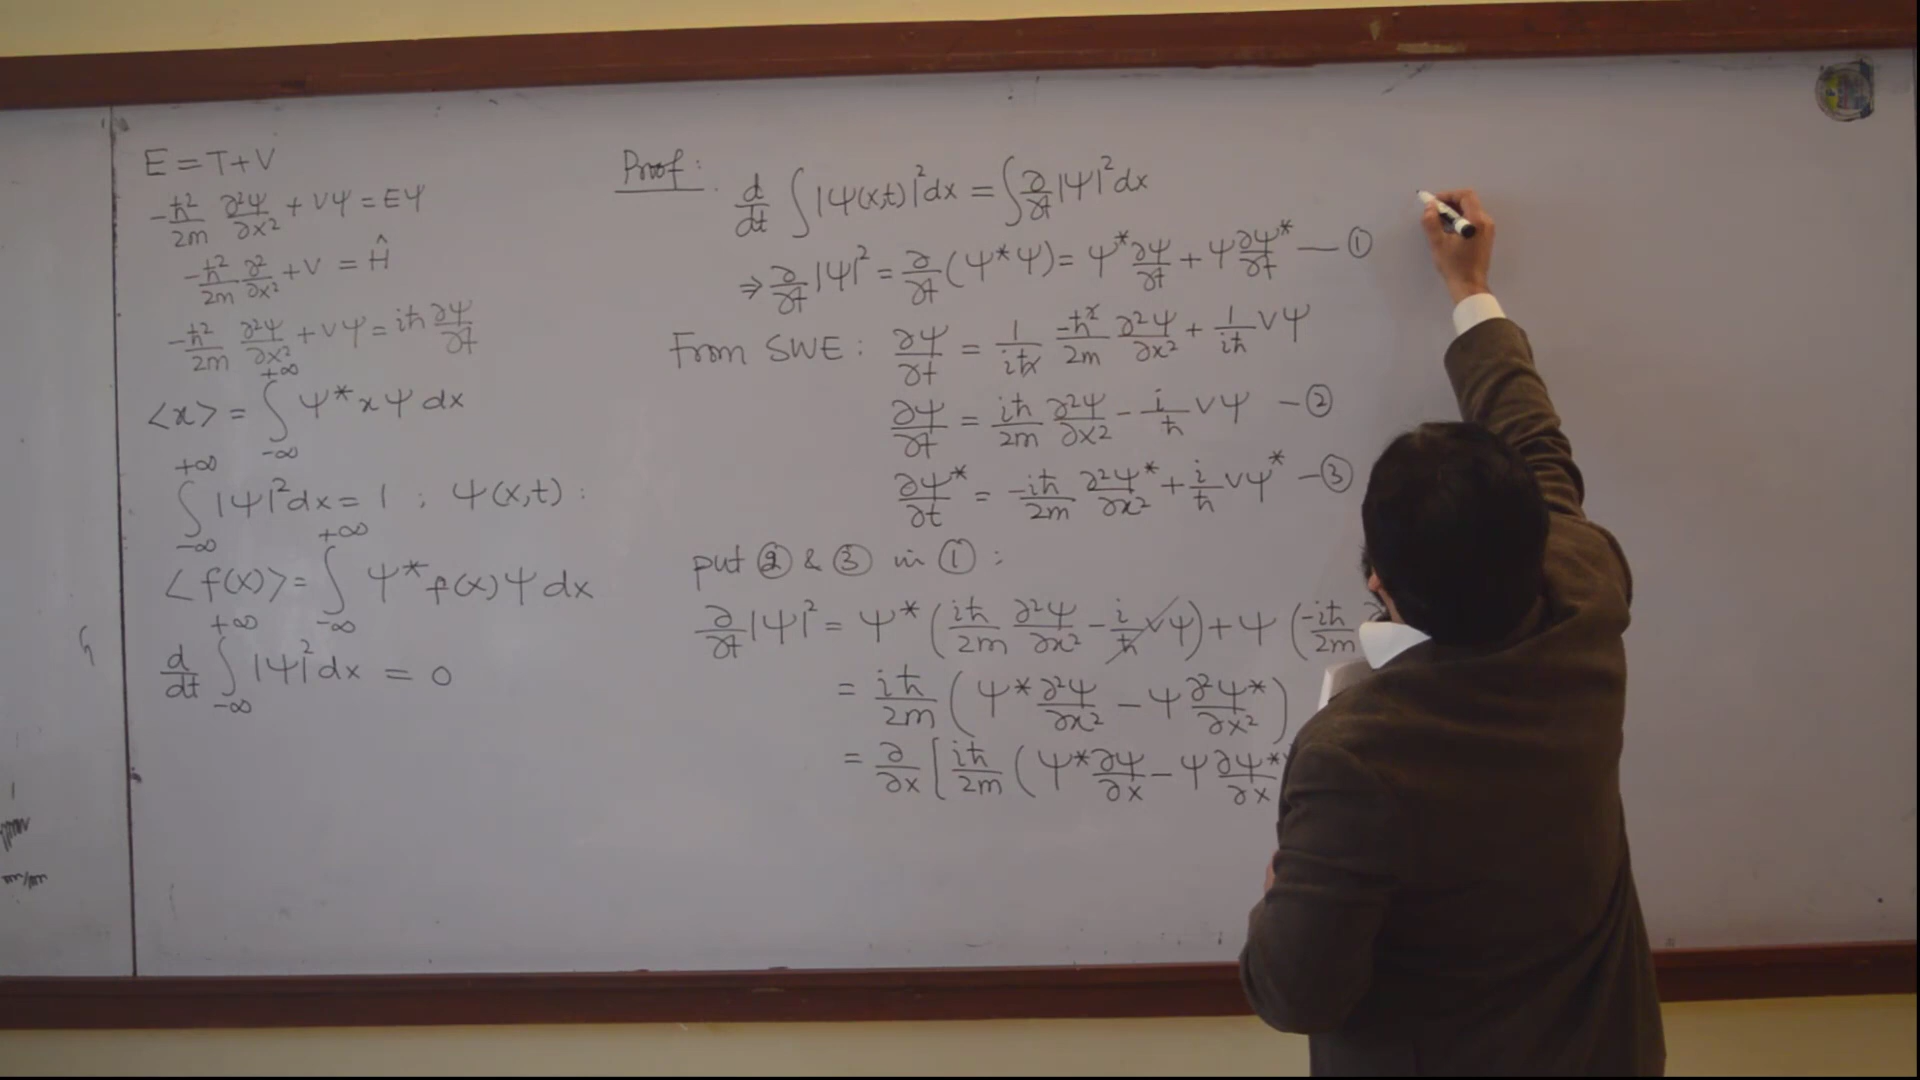 E = T+V
-ħ²/2m ∂²Ψ/∂x² + VΨ = EΨ
-ħ²/2m ∂²/∂x² + V = Ĥ
-ħ²/2m ∂²Ψ/∂x² + VΨ = iħ ∂Ψ/∂t
<x> = ∫_{-∞}^{+∞} Ψ* x Ψ dx
∫_{-∞}^{+∞} |Ψ|² dx = 1 ; Ψ(x,t) :
<f(x)> = ∫_{-∞}^{+∞} Ψ* f(x) Ψ dx
d/dt ∫_{-∞}^{+∞} |Ψ|² dx = 0
Proof :
d/dt ∫ |Ψ(x,t)|² dx = ∫ ∂/∂t |Ψ|² dx
⇒ ∂/∂t |Ψ|² = ∂/∂t (Ψ* Ψ) = Ψ* ∂Ψ/∂t + Ψ ∂Ψ*/∂t — ①
From SWE : ∂Ψ/∂t = 1/iħ -ħ²/2m ∂²Ψ/∂x² + 1/iħ VΨ
∂Ψ/∂t = iħ/2m ∂²Ψ/∂x² - i/ħ VΨ — ②
∂Ψ*/∂t = -iħ/2m ∂²Ψ*/∂x² + i/ħ VΨ* — ③
put ② & ③ in ① :
∂/∂t |Ψ|² = Ψ* (iħ/2m ∂²Ψ/∂x² - i/ħ VΨ) + Ψ (-iħ/2m
= iħ/2m (Ψ* ∂²Ψ/∂x² - Ψ ∂²Ψ*/∂x²)
= ∂/∂x [iħ/2m (Ψ* ∂Ψ/∂x - Ψ ∂Ψ*/∂x